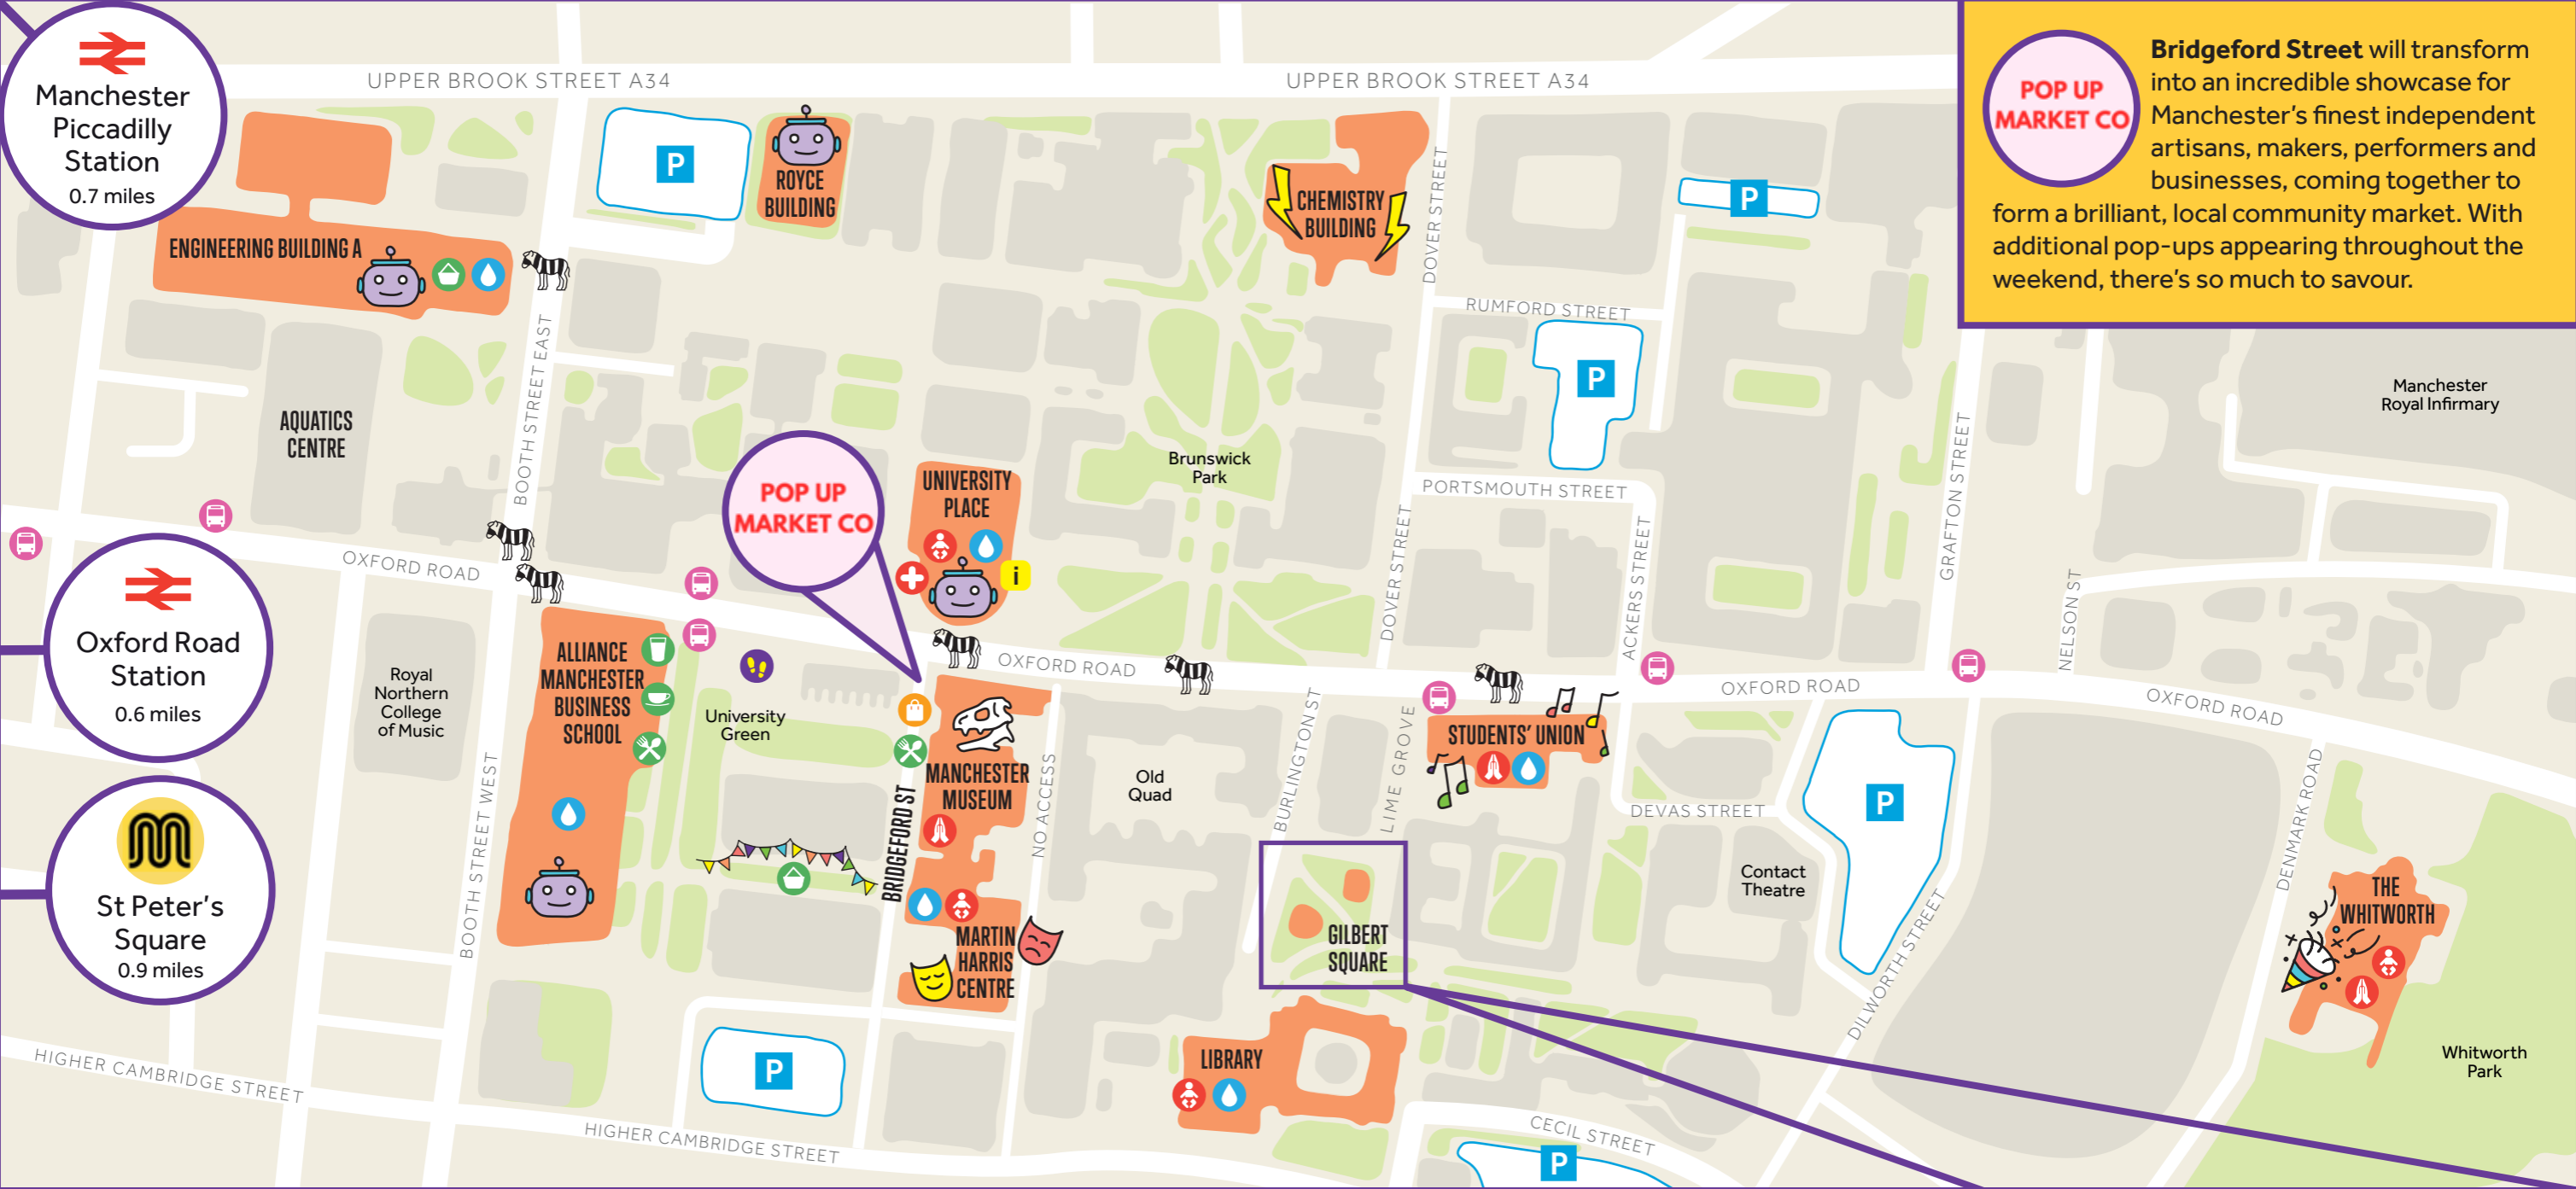 Manchester
Piccadilly
Station
0.7 miles
UPPER BROOK STREET A34
UPPER BROOK STREET A34
POP UP
MARKET CO
Bridgeford Street will transform
into an incredible showcase for
Manchester's finest independent
artisans, makers, performers and
businesses, coming together to
form a brilliant, local community market. With
additional pop-ups appearing throughout the
weekend, there's so much to savour.
P
ROYCE
BUILDING
CHEMISTRY
BUILDING
DOVER STREET
P
ENGINEERING BUILDING A
RUMFORD STREET
P
BOOTH STREET EAST
AQUATICS
CENTRE
Manchester
Royal Infirmary
GRAFTON STREET
Brunswick
Park
PORTSMOUTH STREET
POP UP
MARKET CO
UNIVERSITY
PLACE
i
DOVER STREET
ACKERS STREET
NELSON ST
OXFORD ROAD
Oxford Road
Station
0.6 miles
Royal
Northern
College
of Music
ALLIANCE
MANCHESTER
BUSINESS
SCHOOL
University
Green
OXFORD ROAD
OXFORD ROAD
OXFORD ROAD
MANCHESTER
MUSEUM
NO ACCESS
Old
Quad
BURLINGTON ST
LIME GROVE
STUDENTS' UNION
DEVAS STREET
P
Contact
Theatre
DENMARK ROAD
BOOTH STREET WEST
BRIDGEFORD ST
St Peter's
Square
0.9 miles
MARTIN
HARRIS
CENTRE
GILBERT
SQUARE
DILWORTH STREET
THE
WHITWORTH
Whitworth
Park
LIBRARY
P
HIGHER CAMBRIDGE STREET
HIGHER CAMBRIDGE STREET
CECIL STREET
P